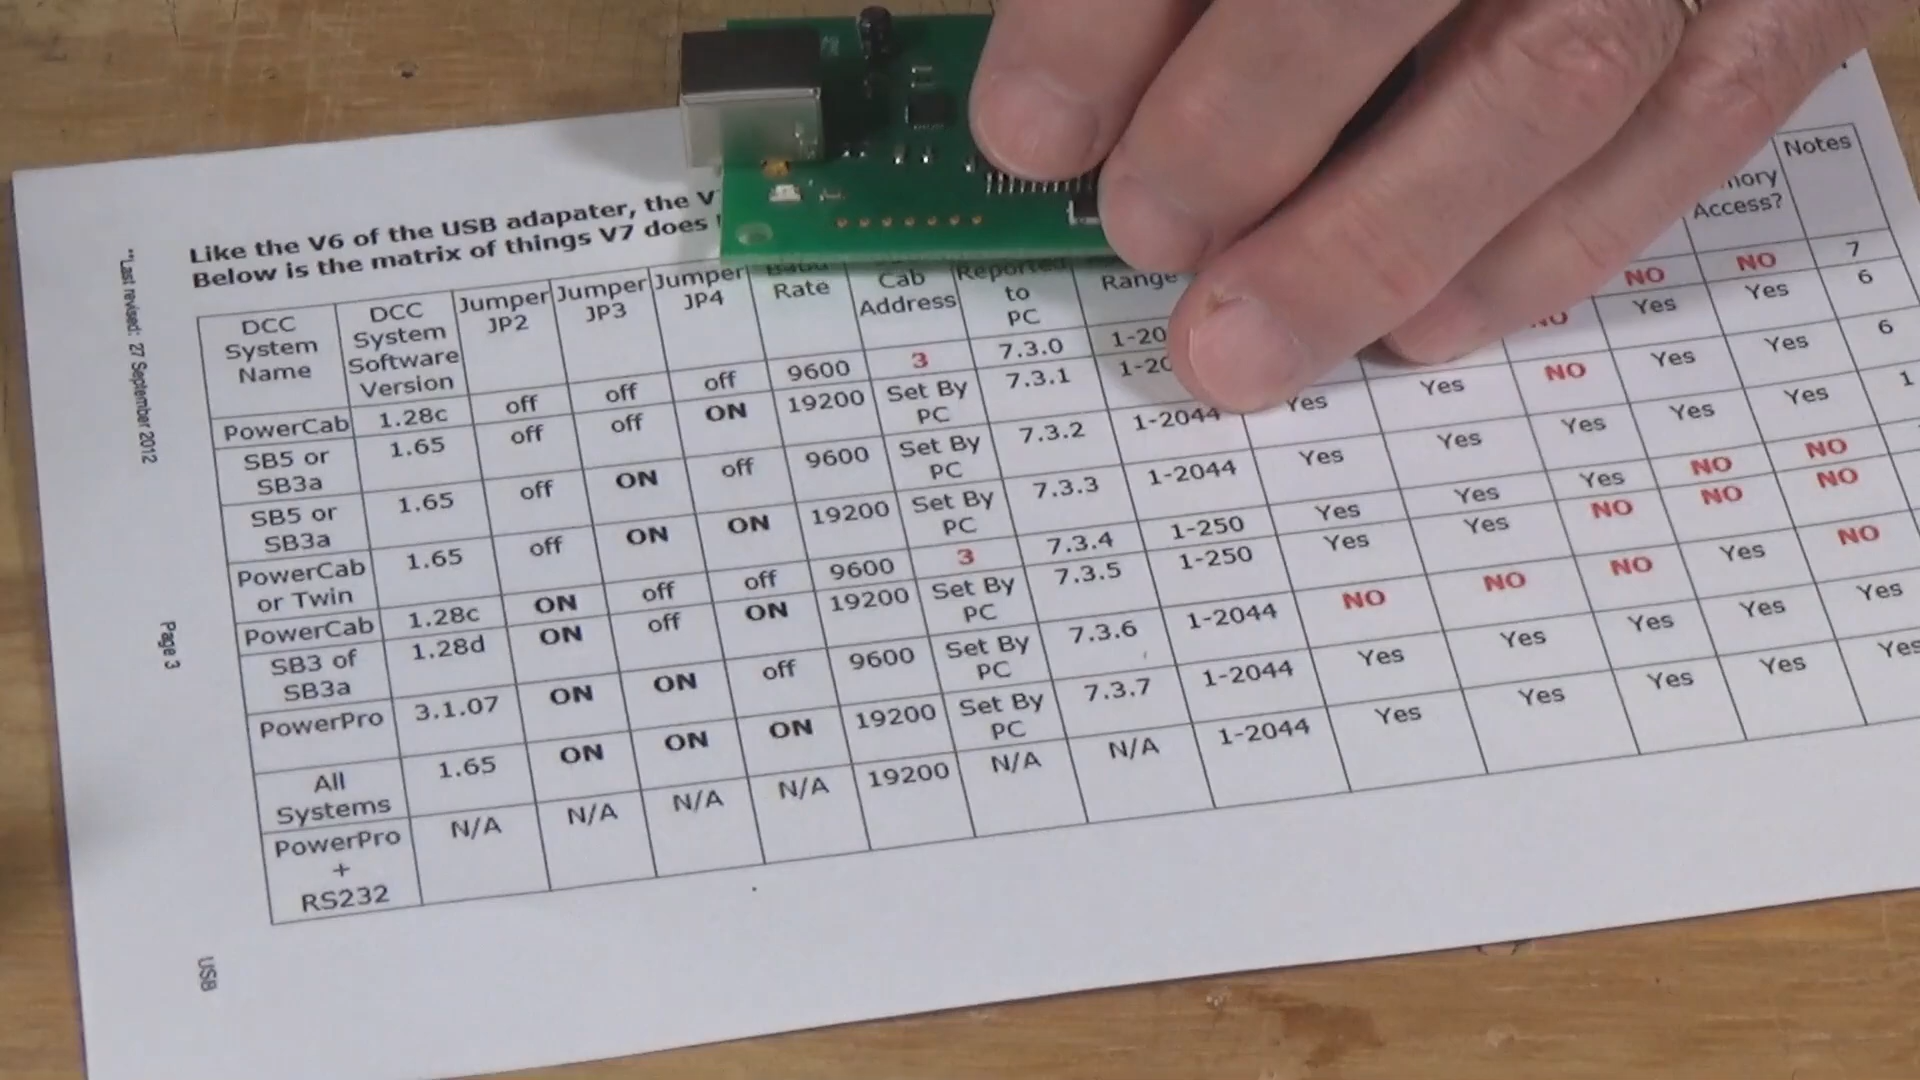 Like the V6 of the USB adapater, the
Below is the matrix of things V7 does
DCC System Name | DCC System Software Version | Jumper JP2 | Jumper JP3 | Jumper JP4 | Rate | Cab Address | Reported to PC | Range | Access? | Notes
PowerCab | 1.28c | off | off | off | 9600 | 3 | 7.3.0 | NO | NO | 7
SB5 or SB3a | 1.65 | off | off | ON | 19200 | Set By PC | 7.3.1 | NO | Yes | Yes | 6
SB5 or SB3a | 1.65 | off | ON | off | 9600 | Set By PC | 7.3.2 | 1-2044 | Yes | Yes | NO | Yes | Yes | 6
PowerCab or Twin | 1.65 | off | ON | ON | 19200 | Set By PC | 7.3.3 | 1-2044 | Yes | Yes | Yes | Yes | Yes | 1
PowerCab | 1.28c | ON | off | off | 9600 | 3 | 7.3.4 | 1-250 | Yes | Yes | Yes | NO | NO
SB3 of SB3a | 1.28d | ON | off | ON | 19200 | Set By PC | 7.3.5 | 1-250 | Yes | Yes | NO | NO | NO
PowerPro | 3.1.07 | ON | ON | off | 9600 | Set By PC | 7.3.6 | 1-2044 | NO | NO | NO | Yes | NO
All Systems | 1.65 | ON | ON | ON | 19200 | Set By PC | 7.3.7 | 1-2044 | Yes | Yes | Yes | Yes | Yes
PowerPro + RS232 | N/A | N/A | N/A | N/A | 19200 | N/A | N/A | 1-2044 | Yes | Yes | Yes | Yes | Yes
**Last revised: 27 September 2012
Page 3
USB